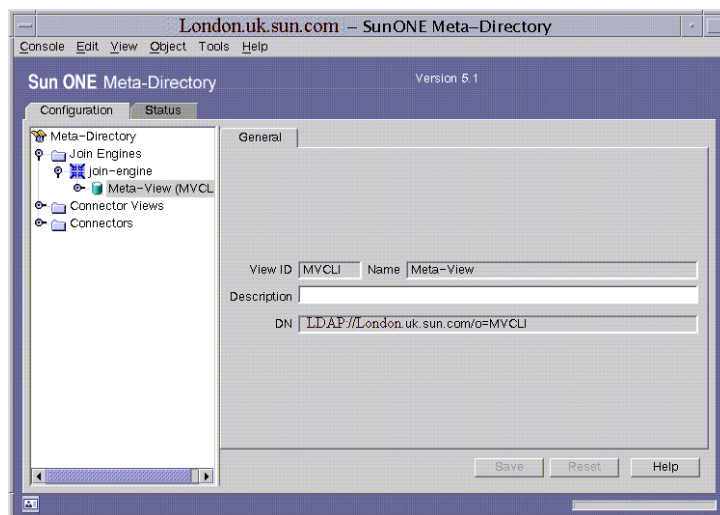 London.uk.sun.com – SunONE Meta–Directory
Console Edit View Object Tools Help
Sun ONE Meta-Directory
Version 5.1
Configuration Status
Meta–Directory
Join Engines
join–engine
Meta–View (MVCL
Connector Views
Connectors
General
View ID MVCLI Name Meta–View
Description
DN LDAP://London.uk.sun.com/o=MVCLI
Save Reset Help